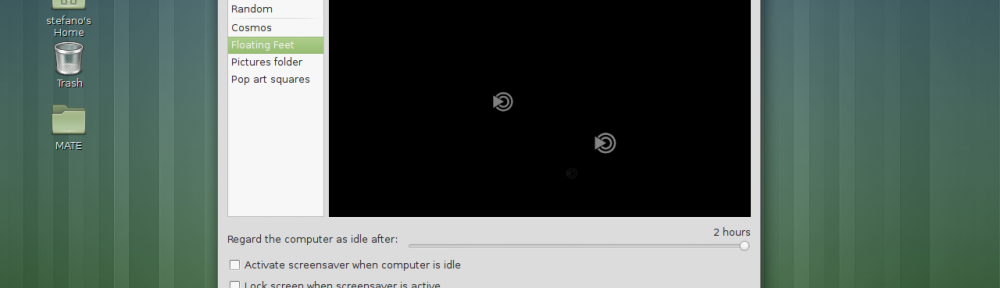 stefano's
Home
Trash
MATE
Random
Cosmos
Floating Feet
Pictures folder
Pop art squares
2 hours
Regard the computer as idle after:
Activate screensaver when computer is idle
Lock screen when screensaver is active